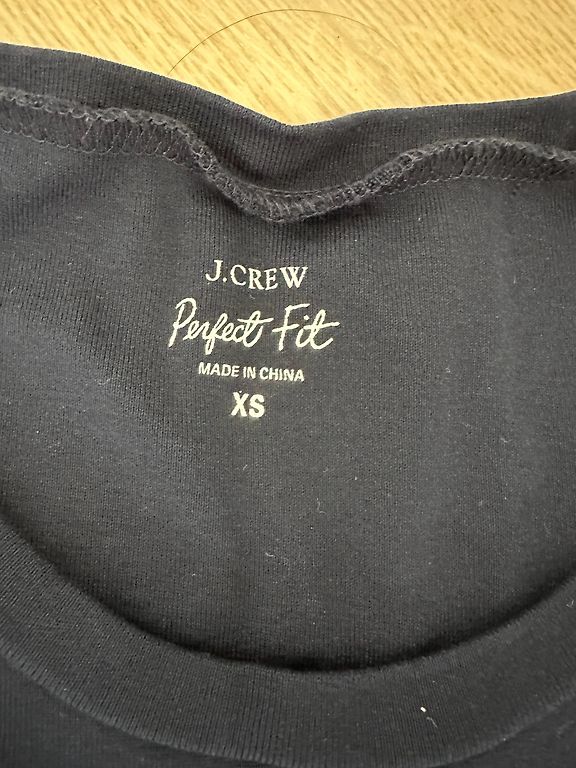 J.CREW
Perfect Fit
MADE IN CHINA
XS